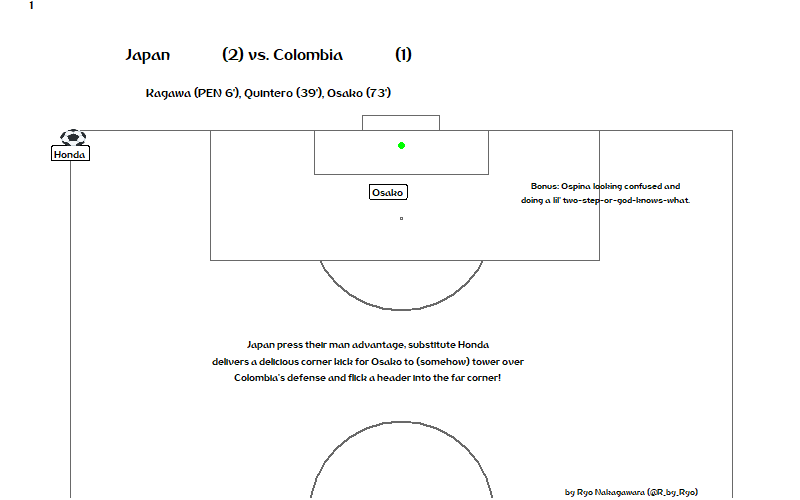 1
Japan (2) vs. Colombia (1)
Kagawa (PEN 6'), Quintero (39'), Osako (73')
Honda
Osako
Bonus: Ospina looking confused and
doing a lil' two-step-or-god-knows-what.
Japan press their man advantage, substitute Honda
delivers a delicious corner kick for Osako to (somehow) tower over
Colombia's defense and flick a header into the far corner!
by Ryo Nakagawara (@R_by_Ryo)